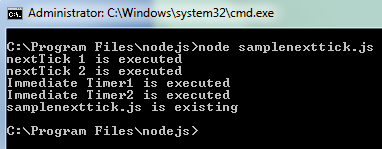 Administrator: C:\Windows\system32\cmd.exe
C:\Program Files\nodejs>node samplenexttick.js
nextTick 1 is executed
nextTick 2 is executed
Immediate Timer1 is executed
Immediate Timer2 is executed
samplenexttick.js is existing
C:\Program Files\nodejs>